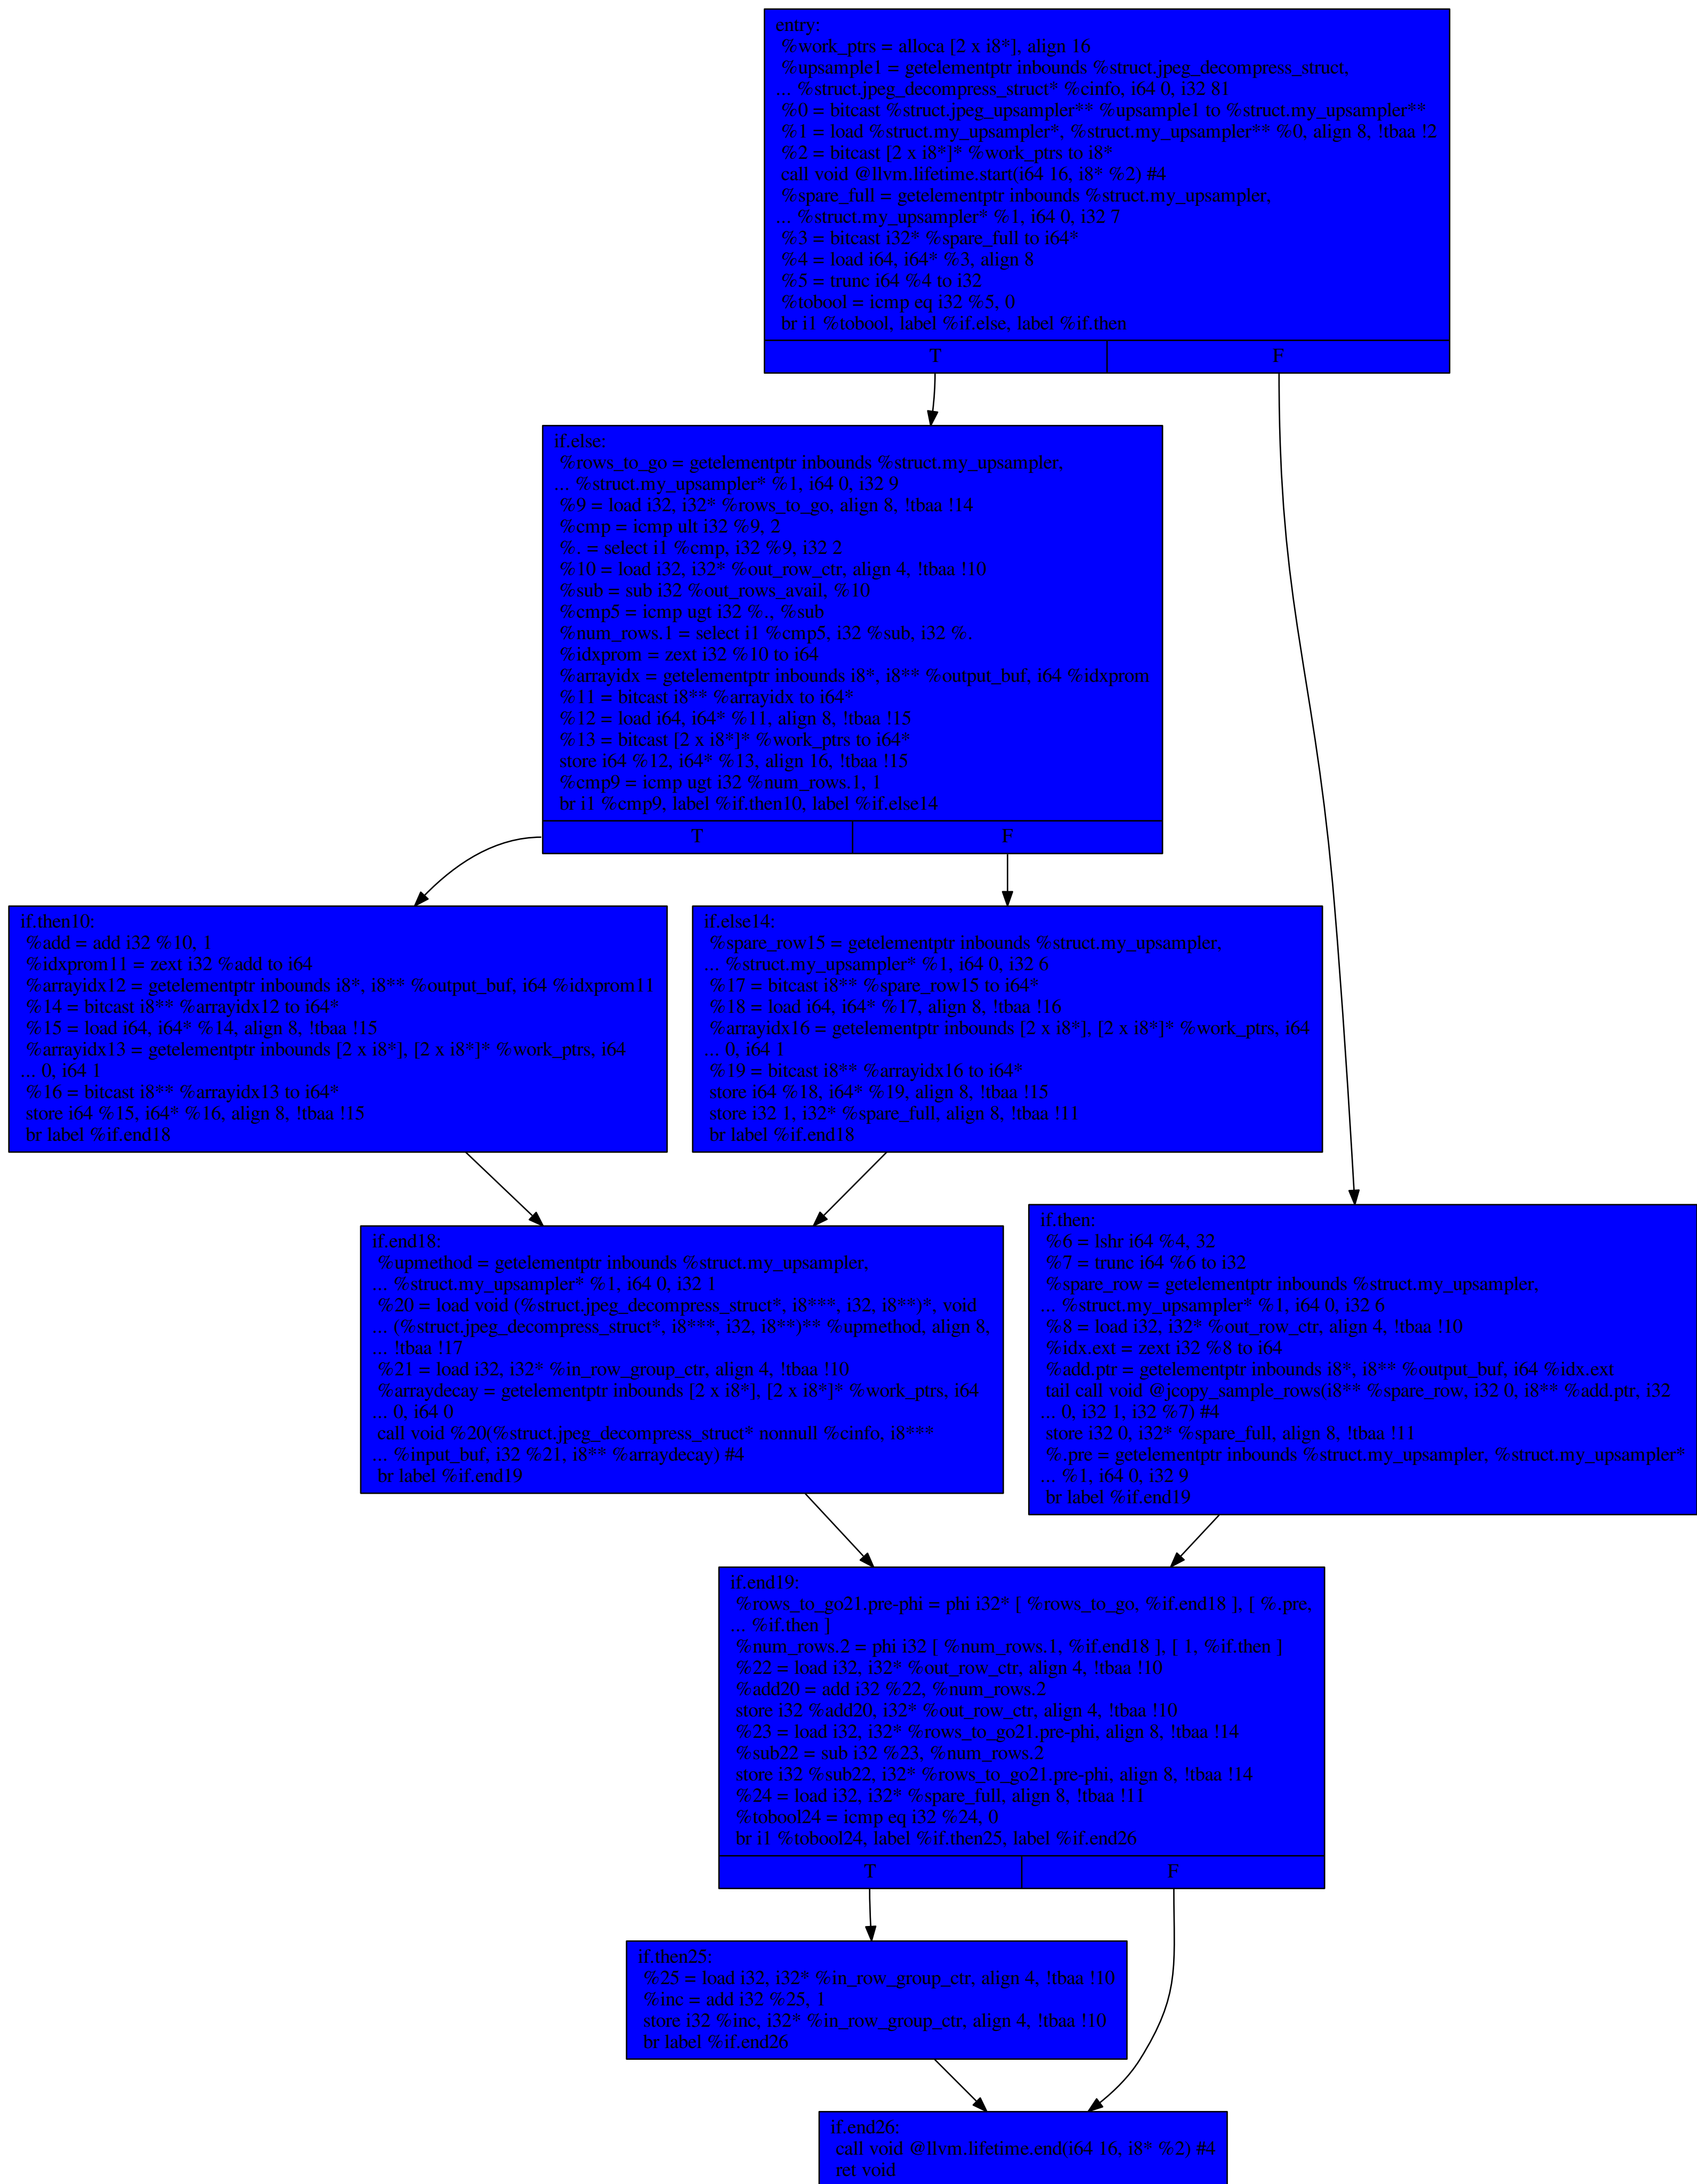 entry:
%work_ptrs = alloca [2 x i8*], align 16
%upsample1 = getelementptr inbounds %struct.jpeg_decompress_struct,
... %struct.jpeg_decompress_struct* %cinfo, i64 0, i32 81
%0 = bitcast %struct.jpeg_upsampler** %upsample1 to %struct.my_upsampler**
%1 = load %struct.my_upsampler*, %struct.my_upsampler** %0, align 8, !tbaa !2
%2 = bitcast [2 x i8*]* %work_ptrs to i8*
call void @llvm.lifetime.start(i64 16, i8* %2) #4
%spare_full = getelementptr inbounds %struct.my_upsampler,
... %struct.my_upsampler* %1, i64 0, i32 7
%3 = bitcast i32* %spare_full to i64*
%4 = load i64, i64* %3, align 8
%5 = trunc i64 %4 to i32
%tobool = icmp eq i32 %5, 0
br i1 %tobool, label %if.else, label %if.then
T F
if.else:
%rows_to_go = getelementptr inbounds %struct.my_upsampler,
... %struct.my_upsampler* %1, i64 0, i32 9
%9 = load i32, i32* %rows_to_go, align 8, !tbaa !14
%cmp = icmp ult i32 %9, 2
%. = select i1 %cmp, i32 %9, i32 2
%10 = load i32, i32* %out_row_ctr, align 4, !tbaa !10
%sub = sub i32 %out_rows_avail, %10
%cmp5 = icmp ugt i32 %., %sub
%num_rows.1 = select i1 %cmp5, i32 %sub, i32 %.
%idxprom = zext i32 %10 to i64
%arrayidx = getelementptr inbounds i8*, i8** %output_buf, i64 %idxprom
%11 = bitcast i8** %arrayidx to i64*
%12 = load i64, i64* %11, align 8, !tbaa !15
%13 = bitcast [2 x i8*]* %work_ptrs to i64*
store i64 %12, i64* %13, align 16, !tbaa !15
%cmp9 = icmp ugt i32 %num_rows.1, 1
br i1 %cmp9, label %if.then10, label %if.else14
T F
if.then10:
%add = add i32 %10, 1
%idxprom11 = zext i32 %add to i64
%arrayidx12 = getelementptr inbounds i8*, i8** %output_buf, i64 %idxprom11
%14 = bitcast i8** %arrayidx12 to i64*
%15 = load i64, i64* %14, align 8, !tbaa !15
%arrayidx13 = getelementptr inbounds [2 x i8*], [2 x i8*]* %work_ptrs, i64
... 0, i64 1
%16 = bitcast i8** %arrayidx13 to i64*
store i64 %15, i64* %16, align 8, !tbaa !15
br label %if.end18
if.else14:
%spare_row15 = getelementptr inbounds %struct.my_upsampler,
... %struct.my_upsampler* %1, i64 0, i32 6
%17 = bitcast i8** %spare_row15 to i64*
%18 = load i64, i64* %17, align 8, !tbaa !16
%arrayidx16 = getelementptr inbounds [2 x i8*], [2 x i8*]* %work_ptrs, i64
... 0, i64 1
%19 = bitcast i8** %arrayidx16 to i64*
store i64 %18, i64* %19, align 8, !tbaa !15
store i32 1, i32* %spare_full, align 8, !tbaa !11
br label %if.end18
if.end18:
%upmethod = getelementptr inbounds %struct.my_upsampler,
... %struct.my_upsampler* %1, i64 0, i32 1
%20 = load void (%struct.jpeg_decompress_struct*, i8***, i32, i8**)*, void
... (%struct.jpeg_decompress_struct*, i8***, i32, i8**)** %upmethod, align 8,
... !tbaa !17
%21 = load i32, i32* %in_row_group_ctr, align 4, !tbaa !10
%arraydecay = getelementptr inbounds [2 x i8*], [2 x i8*]* %work_ptrs, i64
... 0, i64 0
call void %20(%struct.jpeg_decompress_struct* nonnull %cinfo, i8***
... %input_buf, i32 %21, i8** %arraydecay) #4
br label %if.end19
if.then:
%6 = lshr i64 %4, 32
%7 = trunc i64 %6 to i32
%spare_row = getelementptr inbounds %struct.my_upsampler,
... %struct.my_upsampler* %1, i64 0, i32 6
%8 = load i32, i32* %out_row_ctr, align 4, !tbaa !10
%idx.ext = zext i32 %8 to i64
%add.ptr = getelementptr inbounds i8*, i8** %output_buf, i64 %idx.ext
tail call void @jcopy_sample_rows(i8** %spare_row, i32 0, i8** %add.ptr, i32
... 0, i32 1, i32 %7) #4
store i32 0, i32* %spare_full, align 8, !tbaa !11
%.pre = getelementptr inbounds %struct.my_upsampler, %struct.my_upsampler*
... %1, i64 0, i32 9
br label %if.end19
if.end19:
%rows_to_go21.pre-phi = phi i32* [ %rows_to_go, %if.end18 ], [ %.pre,
... %if.then ]
%num_rows.2 = phi i32 [ %num_rows.1, %if.end18 ], [ 1, %if.then ]
%22 = load i32, i32* %out_row_ctr, align 4, !tbaa !10
%add20 = add i32 %22, %num_rows.2
store i32 %add20, i32* %out_row_ctr, align 4, !tbaa !10
%23 = load i32, i32* %rows_to_go21.pre-phi, align 8, !tbaa !14
%sub22 = sub i32 %23, %num_rows.2
store i32 %sub22, i32* %rows_to_go21.pre-phi, align 8, !tbaa !14
%24 = load i32, i32* %spare_full, align 8, !tbaa !11
%tobool24 = icmp eq i32 %24, 0
br i1 %tobool24, label %if.then25, label %if.end26
T F
if.then25:
%25 = load i32, i32* %in_row_group_ctr, align 4, !tbaa !10
%inc = add i32 %25, 1
store i32 %inc, i32* %in_row_group_ctr, align 4, !tbaa !10
br label %if.end26
if.end26:
call void @llvm.lifetime.end(i64 16, i8* %2) #4
ret void